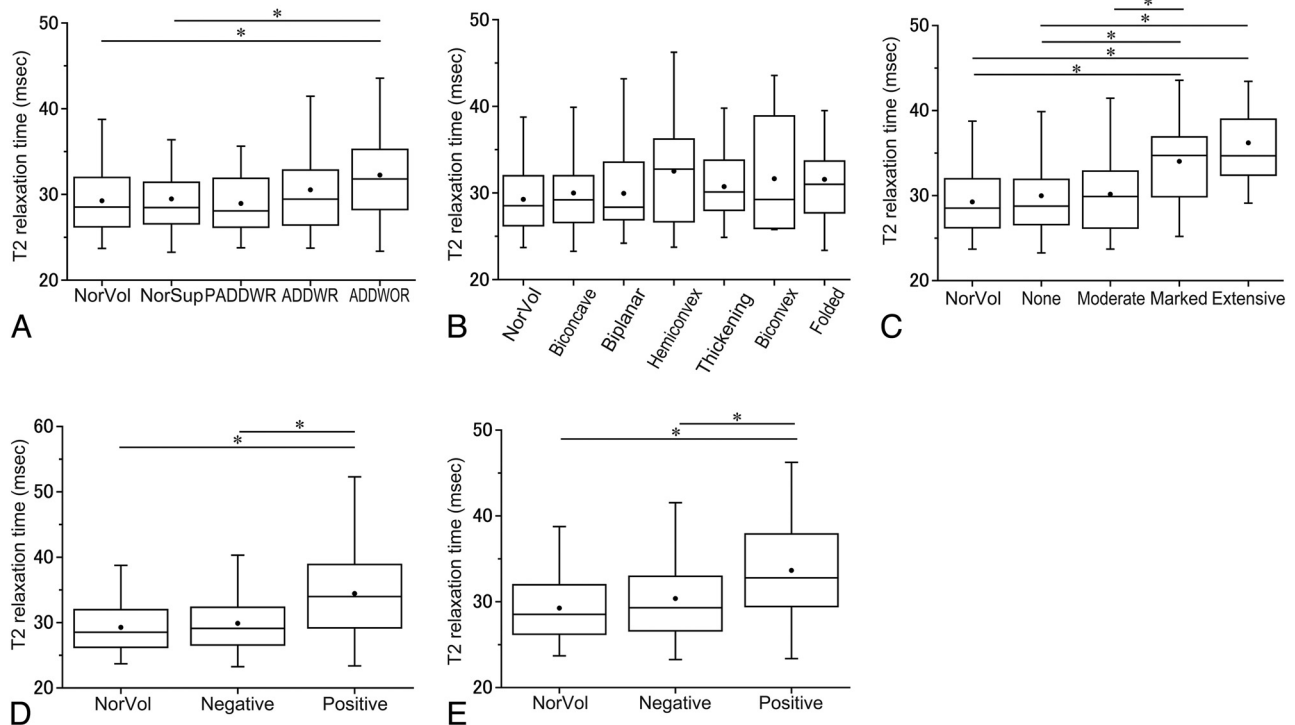 *
*
50
40
30
20
T2 relaxation time (msec)
NorVol NorSup PADDWR ADDWR ADDWOR
A
50
40
30
20
T2 relaxation time (msec)
NorVol Biconcave Biplanar Hemiconvex Thickening Biconvex Folded
B
*
*
*
*
*
50
40
30
20
T2 relaxation time (msec)
NorVol None Moderate Marked Extensive
C
*
*
60
50
40
30
20
T2 relaxation time (msec)
NorVol Negative Positive
D
*
*
50
40
30
20
T2 relaxation time (msec)
NorVol Negative Positive
E